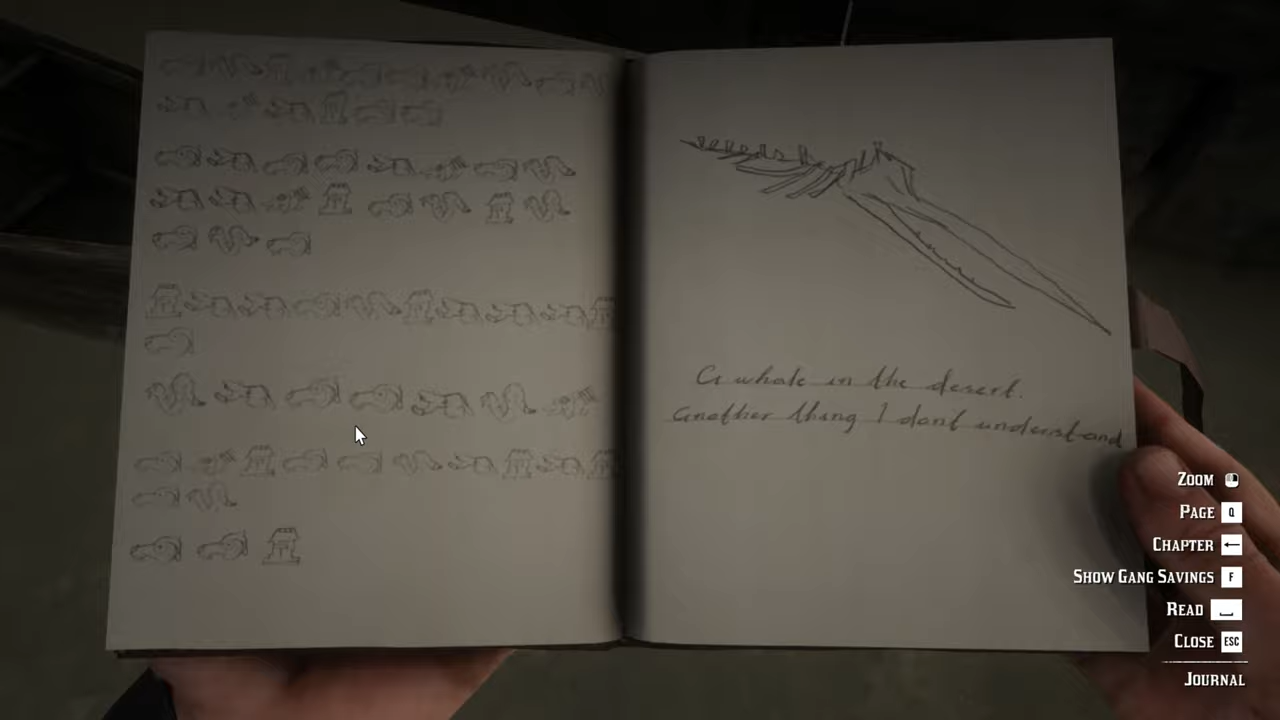 A whale in the desert.
Another thing I dont understand
ZOOM
PAGE Q
CHAPTER ←
SHOW GANG SAVINGS F
READ
CLOSE ESC
JOURNAL